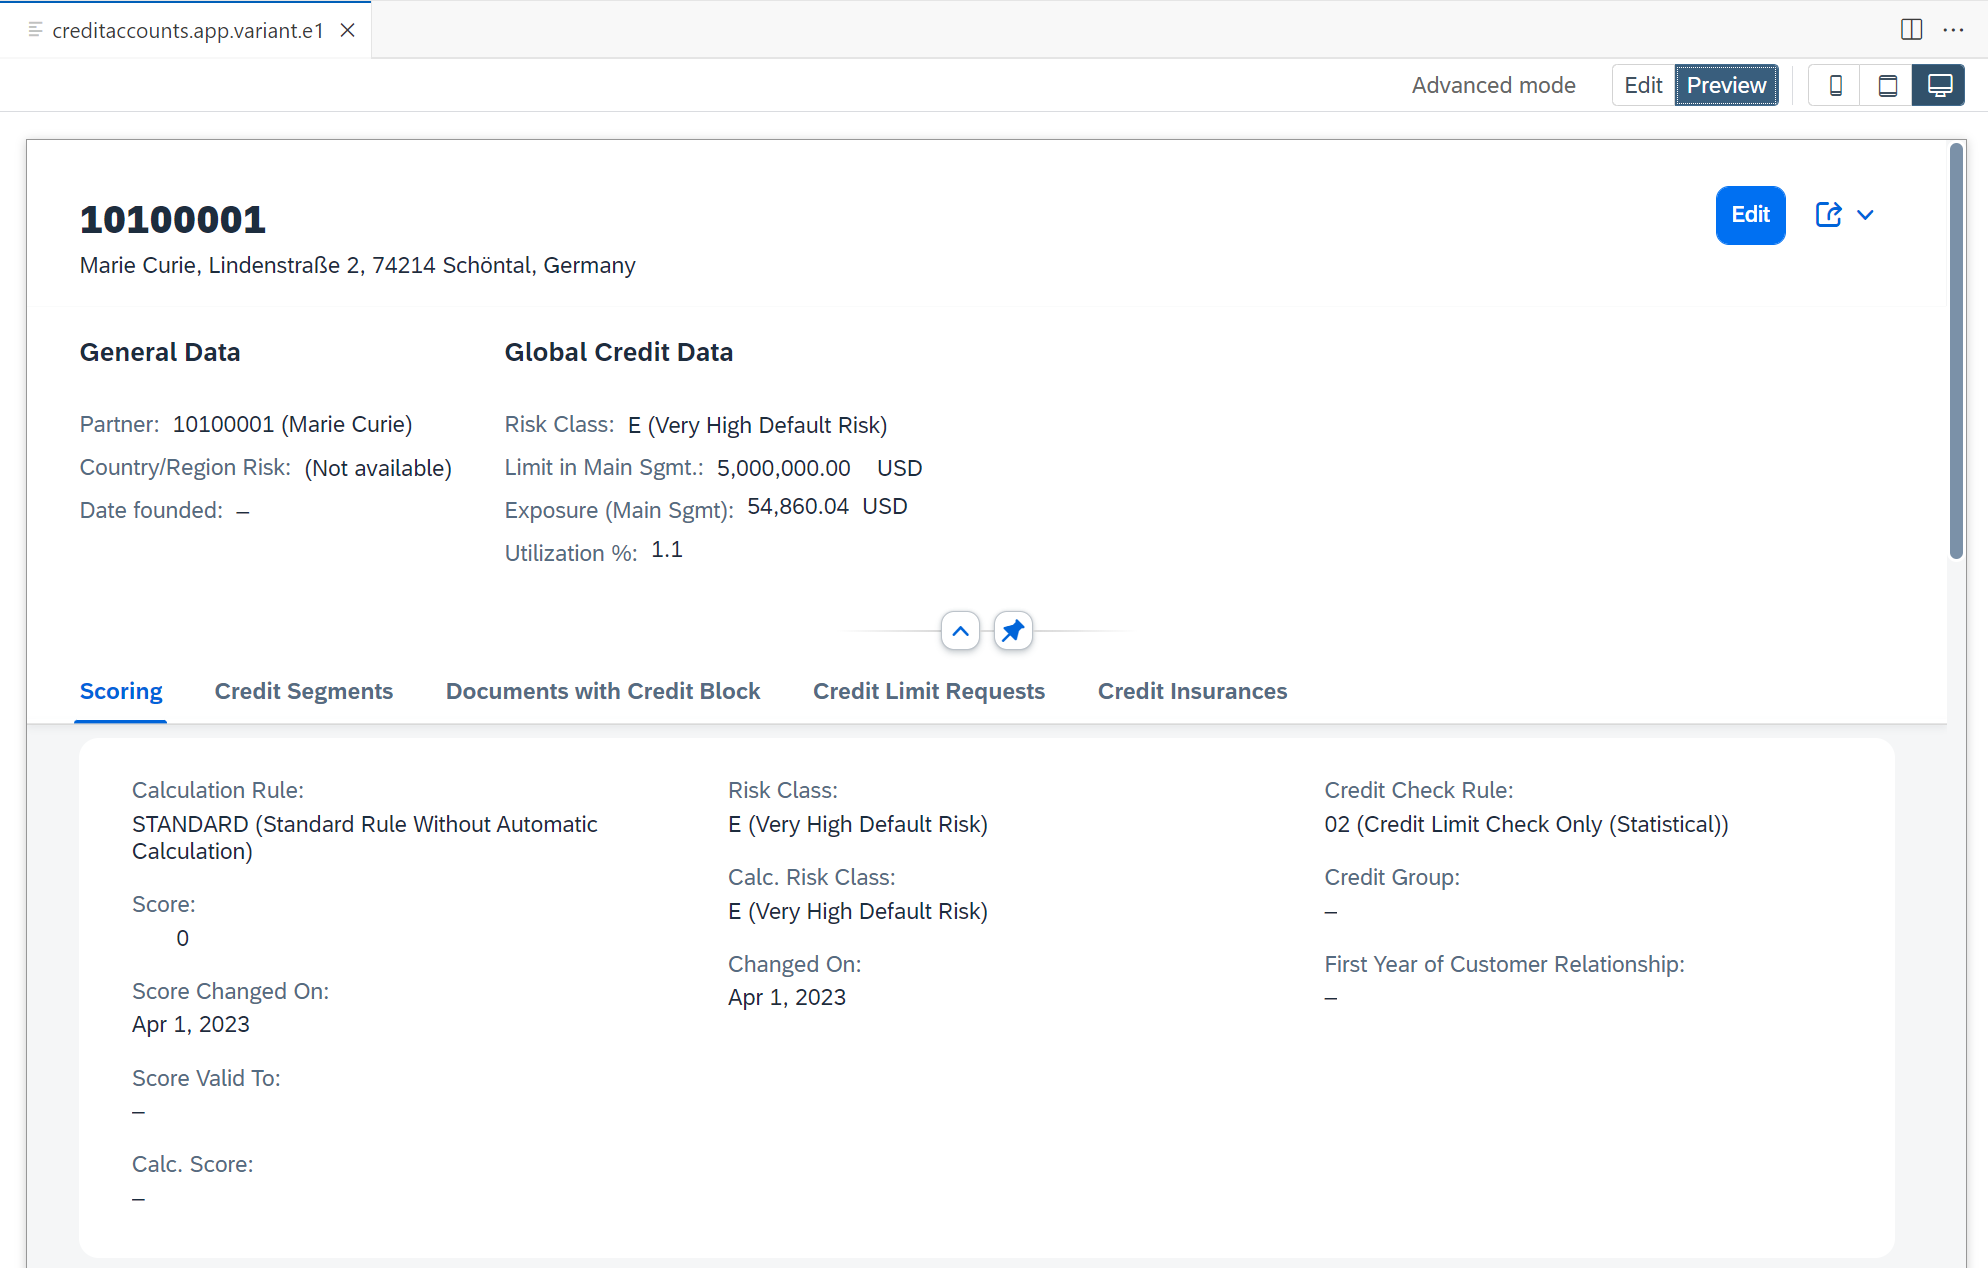 creditaccounts.app.variant.e1
Advanced mode
Edit
Preview
10100001
Edit
Marie Curie, Lindenstraße 2, 74214 Schöntal, Germany
General Data
Partner: 10100001 (Marie Curie)
Country/Region Risk: (Not available)
Date founded: –
Global Credit Data
Risk Class: E (Very High Default Risk)
Limit in Main Sgmt.: 5,000,000.00 USD
Exposure (Main Sgmt): 54,860.04 USD
Utilization %: 1.1
Scoring
Credit Segments
Documents with Credit Block
Credit Limit Requests
Credit Insurances
Calculation Rule:
STANDARD (Standard Rule Without Automatic
Calculation)
Score:
0
Score Changed On:
Apr 1, 2023
Score Valid To:
–
Calc. Score:
–
Risk Class:
E (Very High Default Risk)
Calc. Risk Class:
E (Very High Default Risk)
Changed On:
Apr 1, 2023
Credit Check Rule:
02 (Credit Limit Check Only (Statistical))
Credit Group:
–
First Year of Customer Relationship:
–